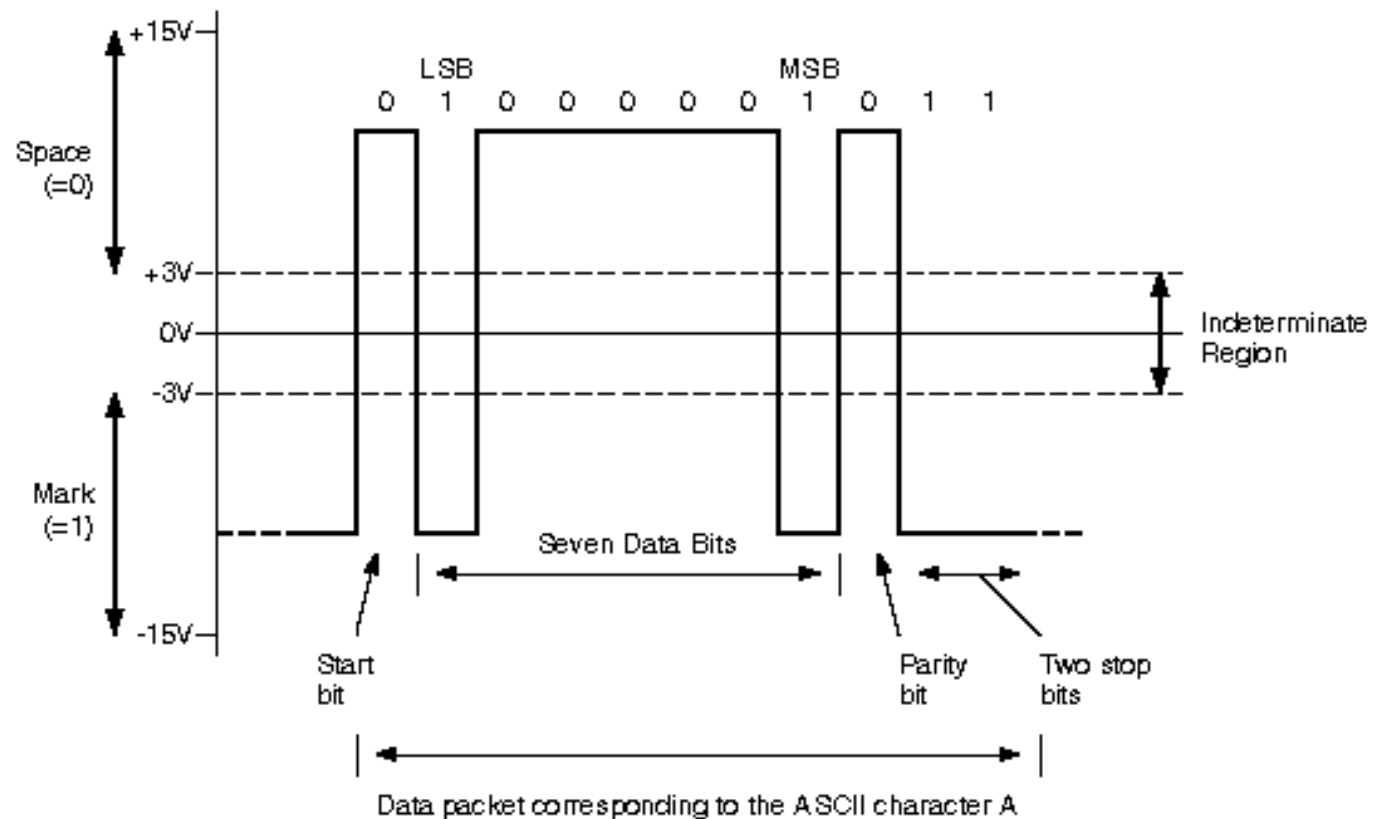 +15V
LSB MSB
0 1 0 0 0 0 0 1 0 1 1
Space
(=0)
+3V
0V
Indeterminate
Region
-3V
Mark
(=1)
Seven Data Bits
-15V
Start
bit
Parity
bit
Two stop
bits
Data packet corresponding to the ASCII character A